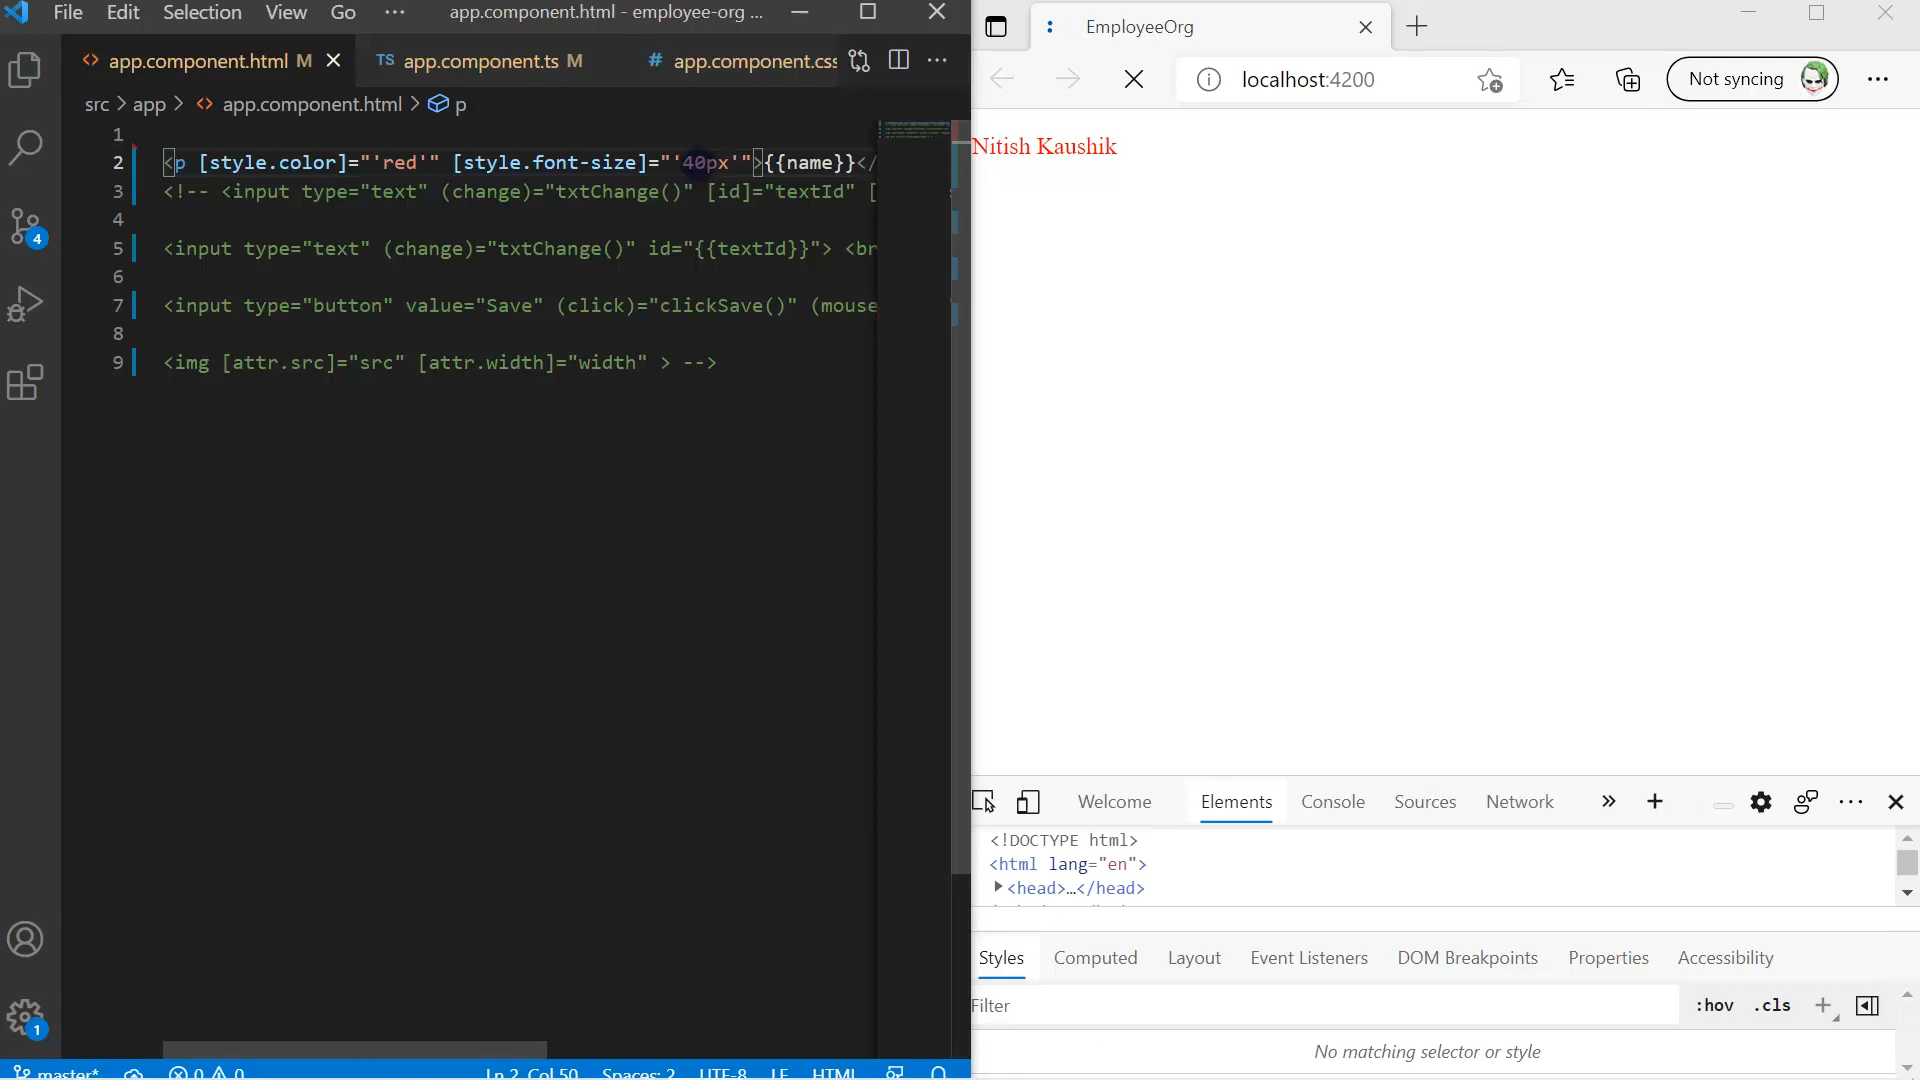 File Edit Selection View Go ··· app.component.html - employee-org ...
app.component.html M
TS app.component.ts M
# app.component.css
src > app > app.component.html > p
1
2 <p [style.color]="'red'" [style.font-size]="'40px'">{{name}}</
3 <!-- <input type="text" (change)="txtChange()" [id]="textId" [
4
5 <input type="text" (change)="txtChange()" id="{{textId}}"> <br
6
7 <input type="button" value="Save" (click)="clickSave()" (mouse
8
9 <img [attr.src]="src" [attr.width]="width" > -->
4
1
master* 0 0 Ln 2, Col 50 Spaces: 2 UTF-8 LF HTML
EmployeeOrg
localhost:4200
Not syncing
Nitish Kaushik
Welcome Elements Console Sources Network
<!DOCTYPE html>
<html lang="en">
<head>…</head>
Styles Computed Layout Event Listeners DOM Breakpoints Properties Accessibility
Filter
:hov .cls
No matching selector or style